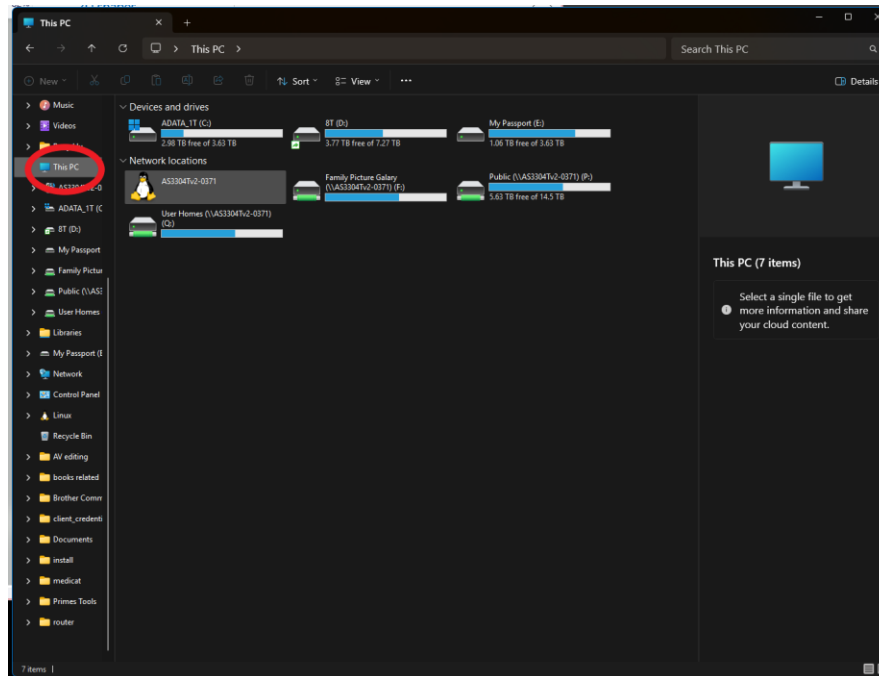 This PC
This PC
Search This PC
New
Sort
View
Details
Music
Videos
This PC
ADATA_1T (C
8T (D:)
My Passport
Family Pictur
Public (\\AS3
User Homes
Libraries
My Passport (E
Network
Control Panel
Linux
Recycle Bin
AV editing
books related
Brother Comm
client_credenti
Documents
install
medicat
Primes Tools
router
Devices and drives
ADATA_1T (C:)
2.98 TB free of 3.63 TB
8T (D:)
3.77 TB free of 7.27 TB
My Passport (E:)
1.06 TB free of 3.63 TB
Network locations
AS3304Tv2-0371
Family Picture Galary
(\\AS3304Tv2-0371) (F:)
Public (\\AS3304Tv2-0371) (P:)
5.63 TB free of 14.5 TB
User Homes (\\AS3304Tv2-0371)
(Q:)
This PC (7 items)
Select a single file to get
more information and share
your cloud content.
7 items